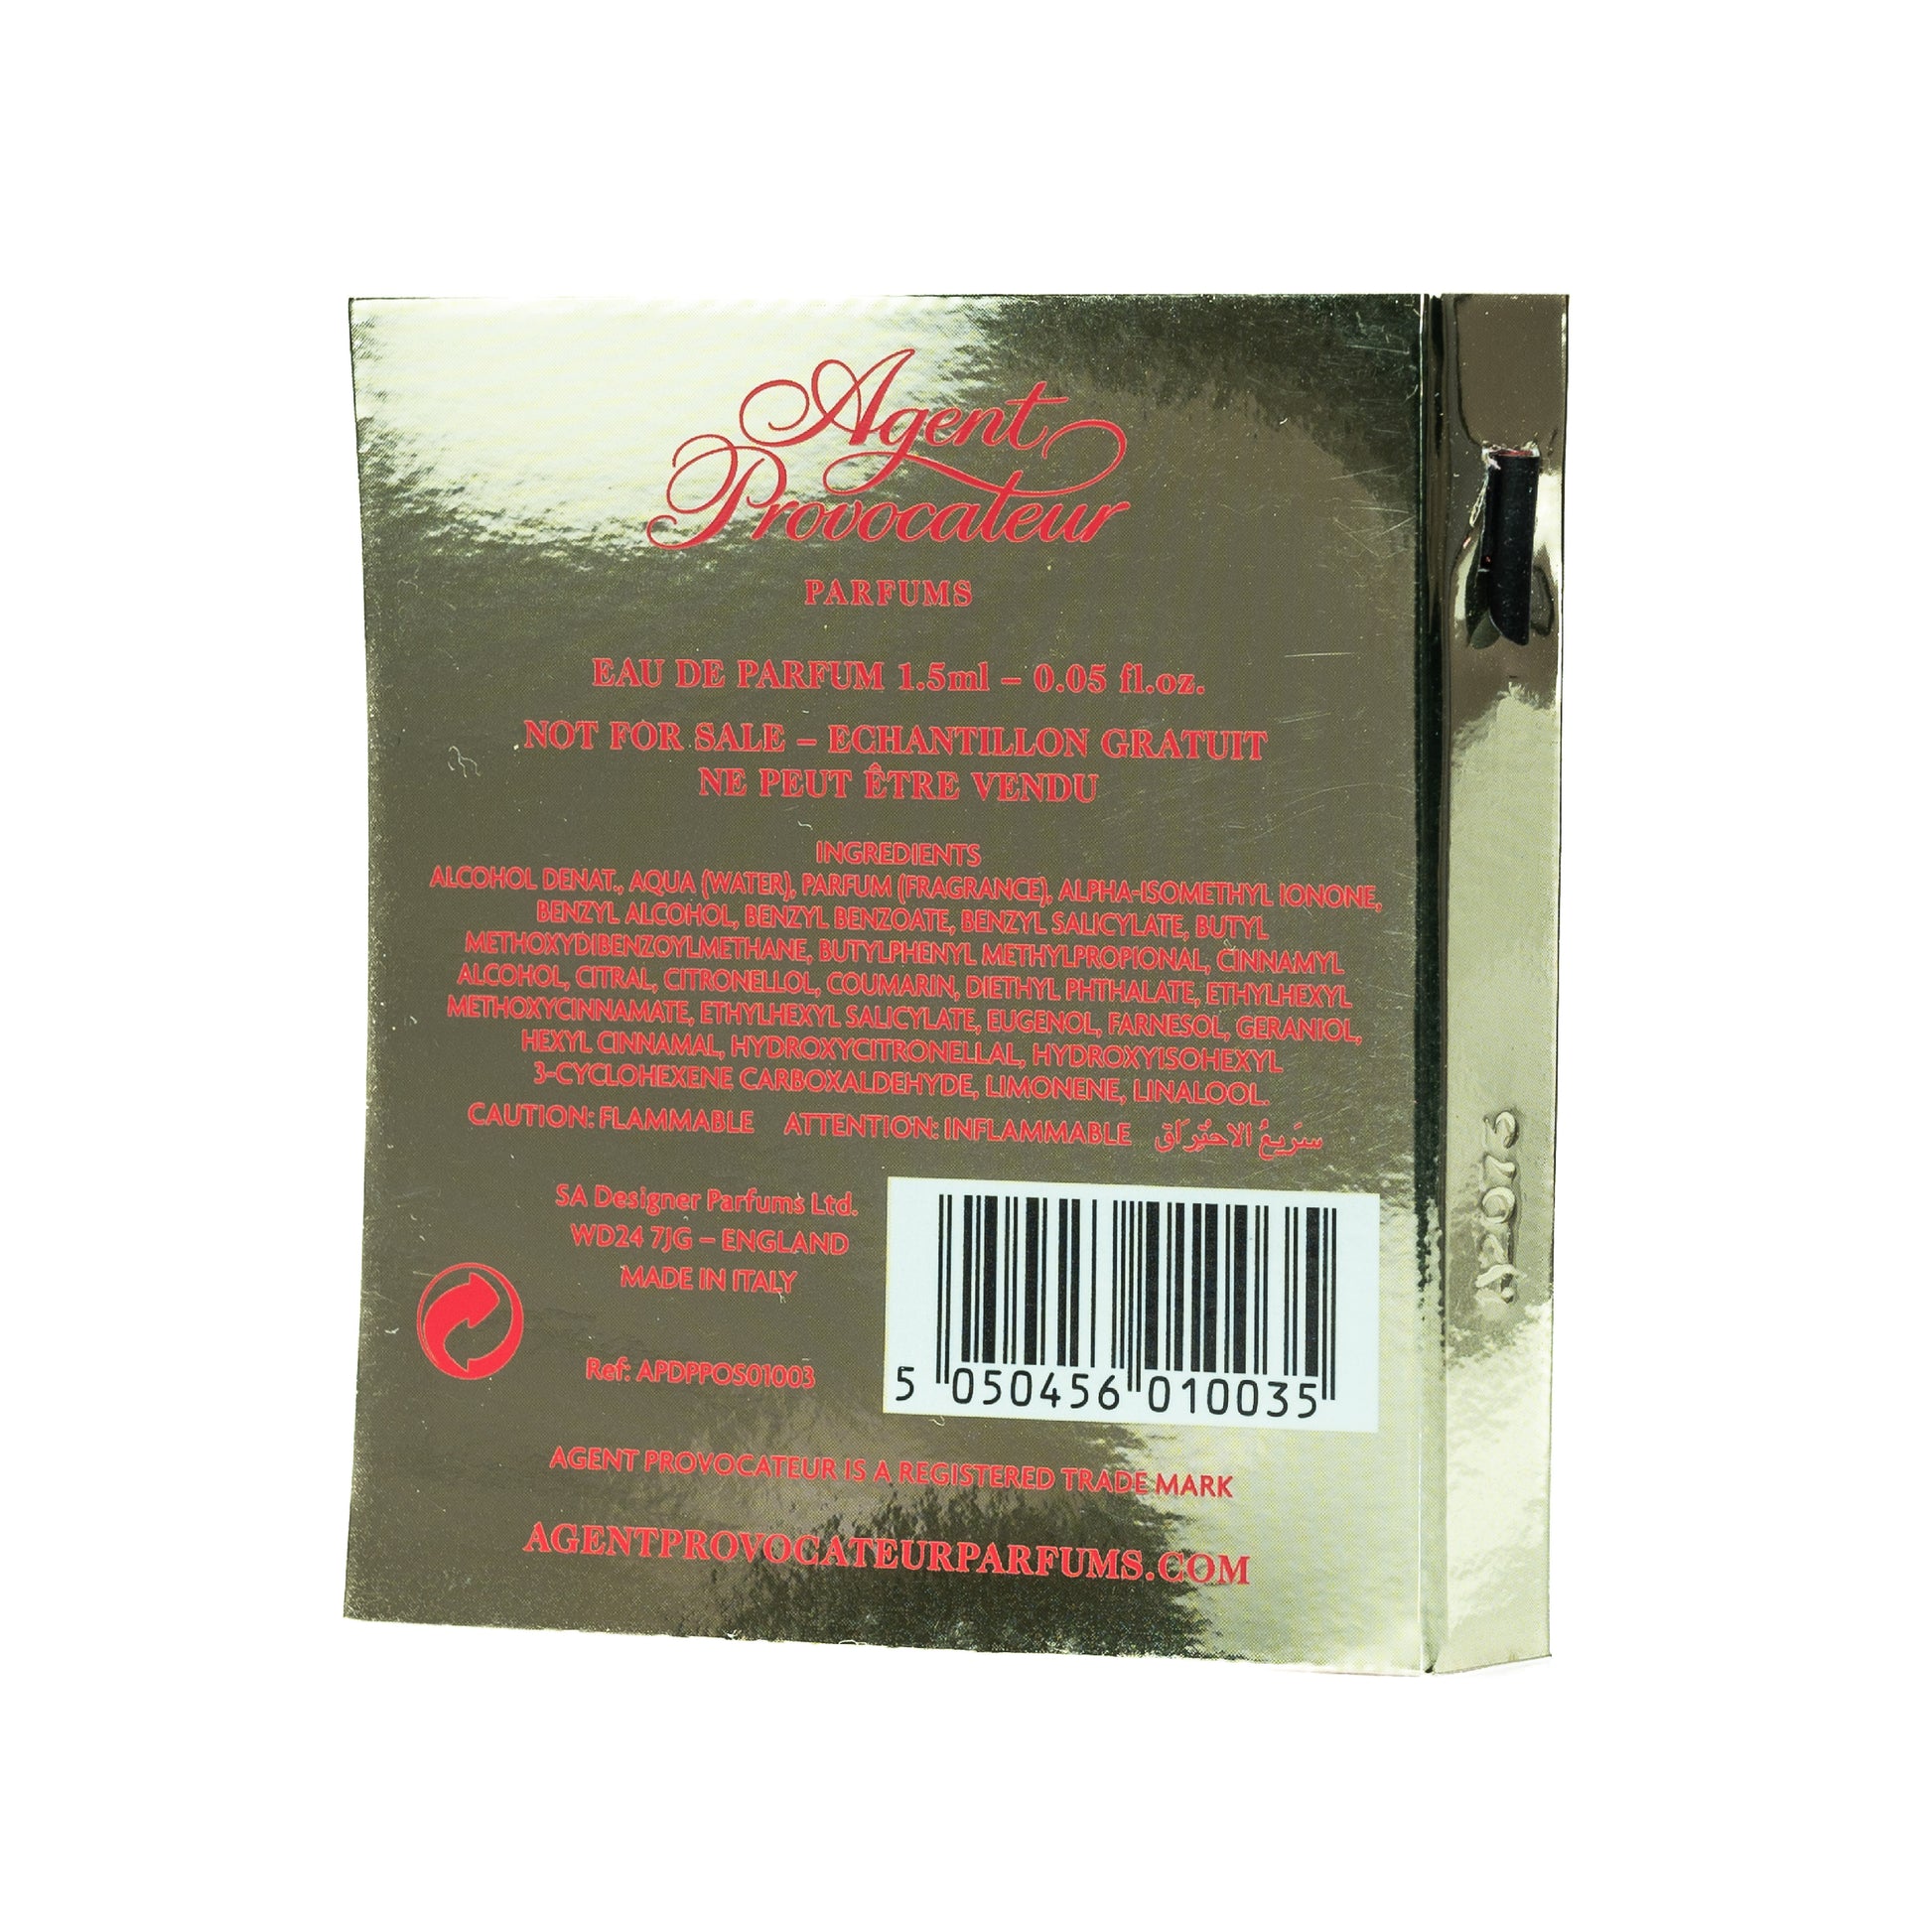 Agent
Provocateur
PARFUMS
EAU DE PARFUM 1.5ml – 0.05 fl.oz.
NOT FOR SALE – ECHANTILLON GRATUIT
NE PEUT ÊTRE VENDU
INGREDIENTS
ALCOHOL DENAT., AQUA (WATER), PARFUM (FRAGRANCE), ALPHA-ISOMETHYL IONONE,
BENZYL ALCOHOL, BENZYL BENZOATE, BENZYL SALICYLATE, BUTYL
METHOXYDIBENZOYLMETHANE, BUTYLPHENYL METHYLPROPIONAL, CINNAMYL
ALCOHOL, CITRAL, CITRONELLOL, COUMARIN, DIETHYL PHTHALATE, ETHYLHEXYL
METHOXYCINNAMATE, ETHYLHEXYL SALICYLATE, EUGENOL, FARNESOL, GERANIOL,
HEXYL CINNAMAL, HYDROXYCITRONELLAL, HYDROXYISOHEXYL
3-CYCLOHEXENE CARBOXALDEHYDE, LIMONENE, LINALOOL.
CAUTION: FLAMMABLE ATTENTION: INFLAMMABLE سَريعُ الاحتِراق
SA Designer Parfums Ltd.
WD24 7JG – ENGLAND
MADE IN ITALY
Ref: APDPPOS01003
5 050456 010035
AGENT PROVOCATEUR IS A REGISTERED TRADE MARK
AGENTPROVOCATEURPARFUMS.COM